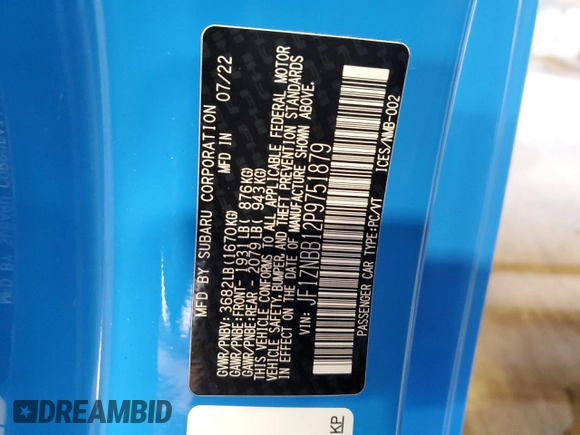 MFD BY SUBARU CORPORATION
MFD IN 07/22
GVWR/PNBV: 3682LB(1670KG)
GAWR/PNBE:FRONT- 2931LB( 876KG)
GAWR/PNBE:REAR - 2079LB( 943KG)
THIS VEHICLE CONFORMS TO ALL APPLICABLE FEDERAL MOTOR
VEHICLE SAFETY, BUMPER, AND THEFT PREVENTION STANDARDS
IN EFFECT ON THE DATE OF MANUFACTURE SHOWN ABOVE.
VIN: JF1ZNBB12P9751879
PASSENGER CAR TYPE:PC/VT ICES/NMB-002
KP
DREAMBID